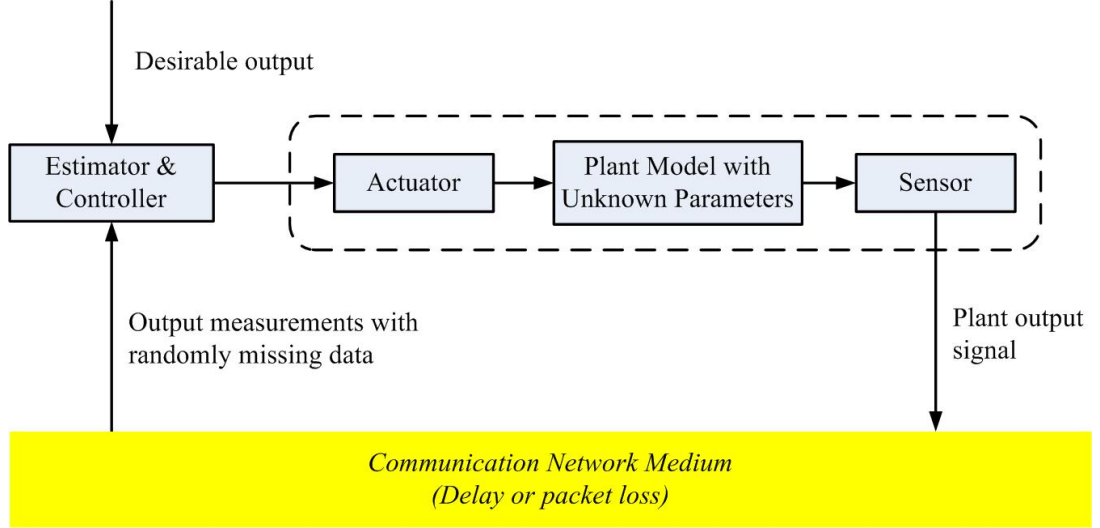 Desirable output
Estimator &
Controller
Actuator
Plant Model with
Unknown Parameters
Sensor
Output measurements with
randomly missing data
Plant output
signal
Communication Network Medium
(Delay or packet loss)